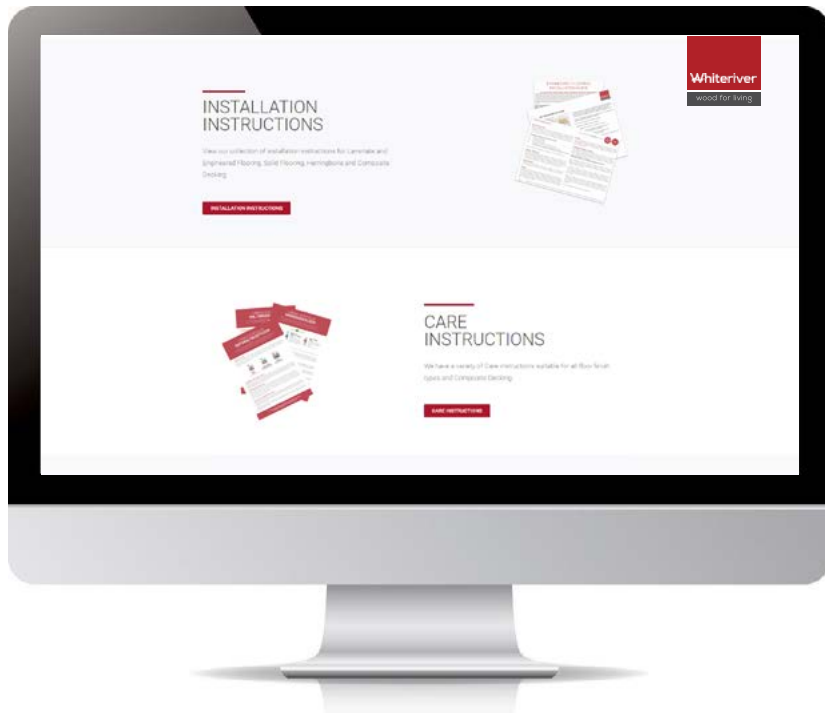 Whiteriver
wood for living
INSTALLATION
INSTRUCTIONS
View our collection of installation instructions for Laminate and
Engineered Flooring, Solid Flooring, Herringbone and Composite
Decking.
INSTALLATION INSTRUCTIONS
CARE
INSTRUCTIONS
We have a variety of Care instructions suitable for all floor finish
types and Composite Decking.
CARE INSTRUCTIONS